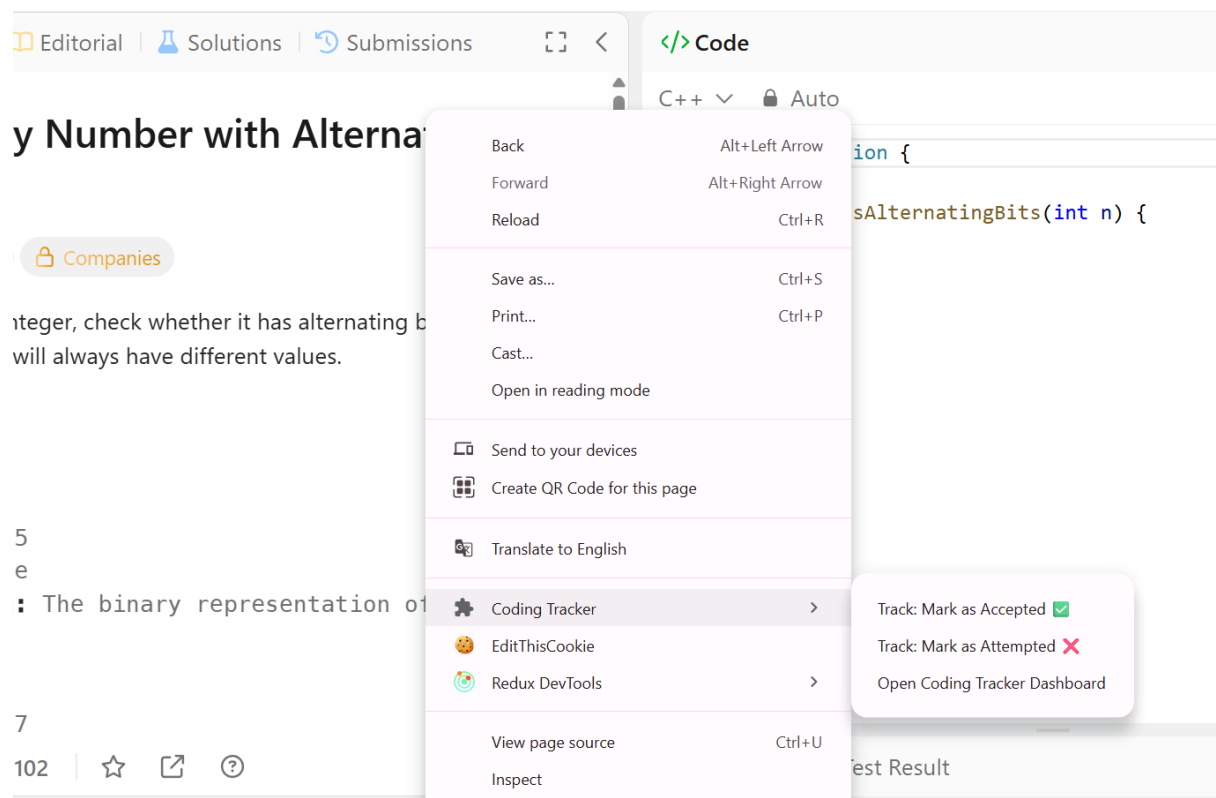 Editorial
Solutions
Submissions
</> Code
C++
Auto
y Number with Alterna
Companies
nteger, check whether it has alternating b
will always have different values.
5
e
: The binary representation of
7
102
ion {
sAlternatingBits(int n) {
Test Result
Back Alt+Left Arrow
Forward Alt+Right Arrow
Reload Ctrl+R
Save as... Ctrl+S
Print... Ctrl+P
Cast...
Open in reading mode
Send to your devices
Create QR Code for this page
Translate to English
Coding Tracker
EditThisCookie
Redux DevTools
View page source Ctrl+U
Inspect
Track: Mark as Accepted ✅
Track: Mark as Attempted ❌
Open Coding Tracker Dashboard